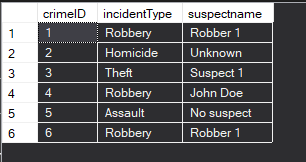 crimeID incidentType suspectname
1 1 Robbery Robber 1
2 2 Homicide Unknown
3 3 Theft Suspect 1
4 4 Robbery John Doe
5 5 Assault No suspect
6 6 Robbery Robber 1